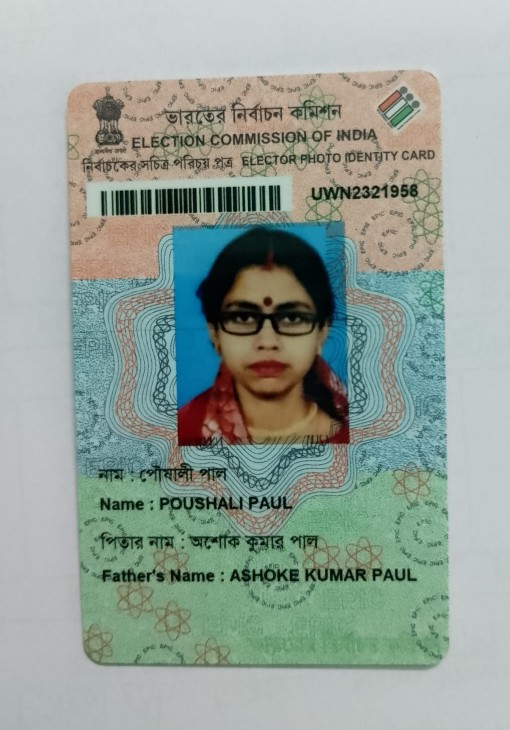 ভারতের নির্বাচন কমিশন
ELECTION COMMISSION OF INDIA
নির্বাচকের সচিত্র পরিচয় পত্র ELECTOR PHOTO IDENTITY CARD
UWN2321958
নাম : পৌষালী পাল
Name : POUSHALI PAUL
পিতার নাম : অশোক কুমার পাল
Father's Name : ASHOKE KUMAR PAUL